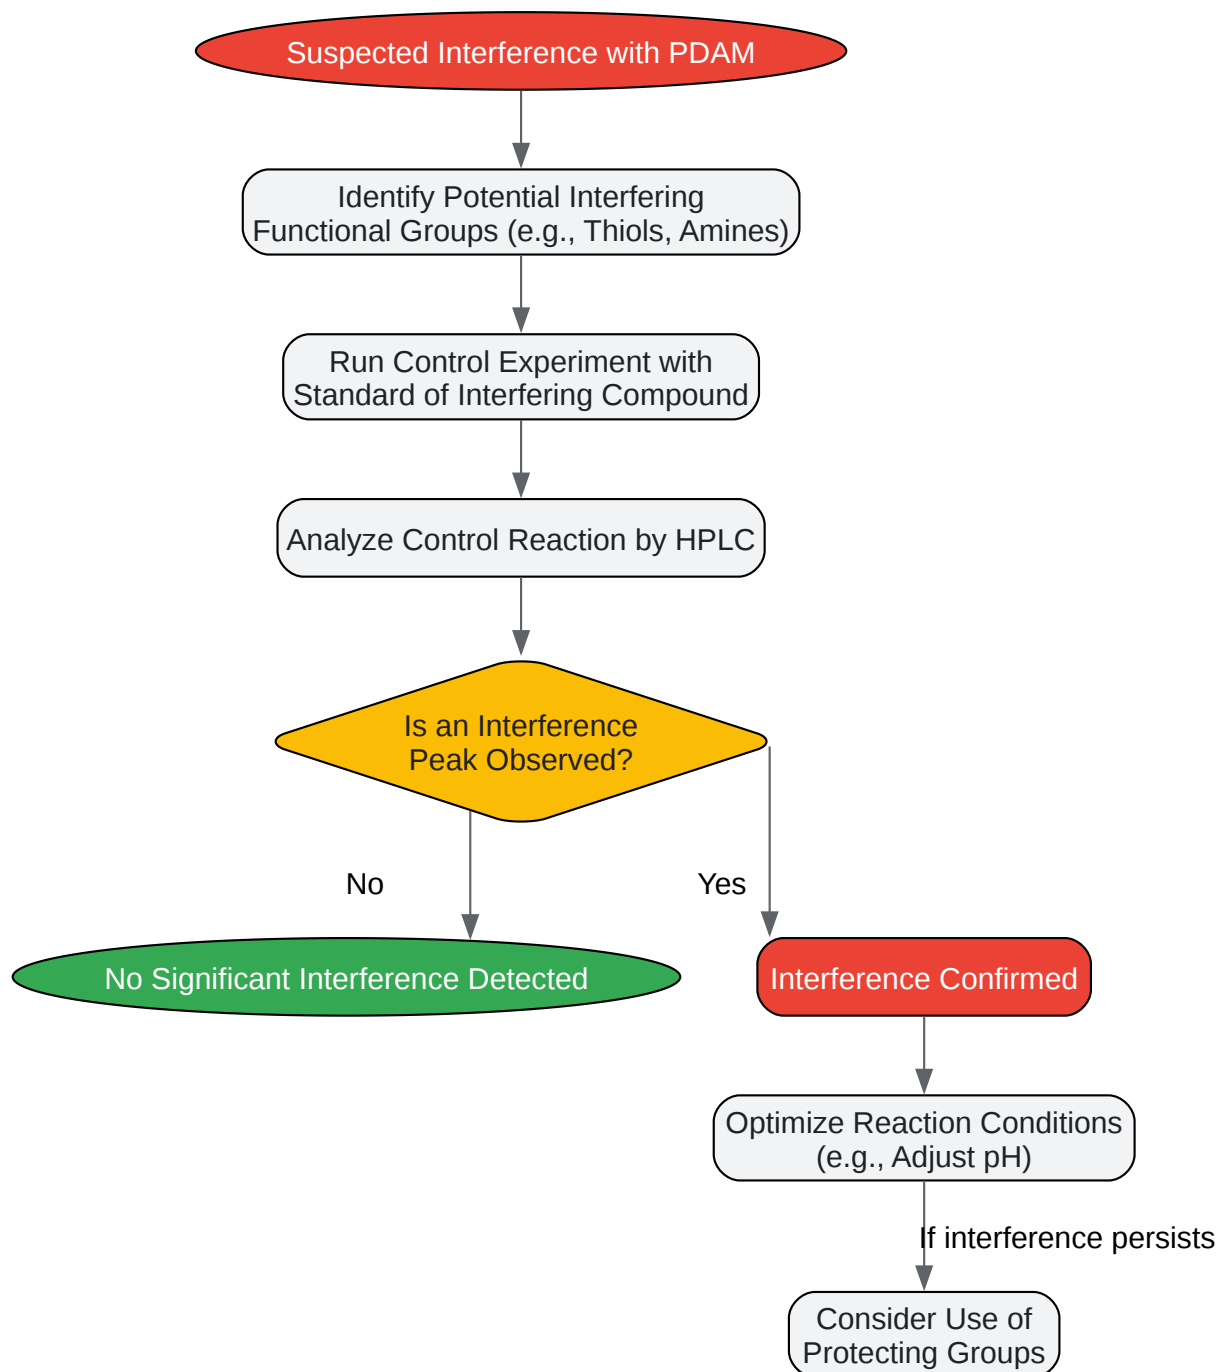 Suspected Interference with PDAM
Identify Potential Interfering
Functional Groups (e.g., Thiols, Amines)
Run Control Experiment with
Standard of Interfering Compound
Analyze Control Reaction by HPLC
Is an Interference
Peak Observed?
No
Yes
No Significant Interference Detected
Interference Confirmed
Optimize Reaction Conditions
(e.g., Adjust pH)
If interference persists
Consider Use of
Protecting Groups